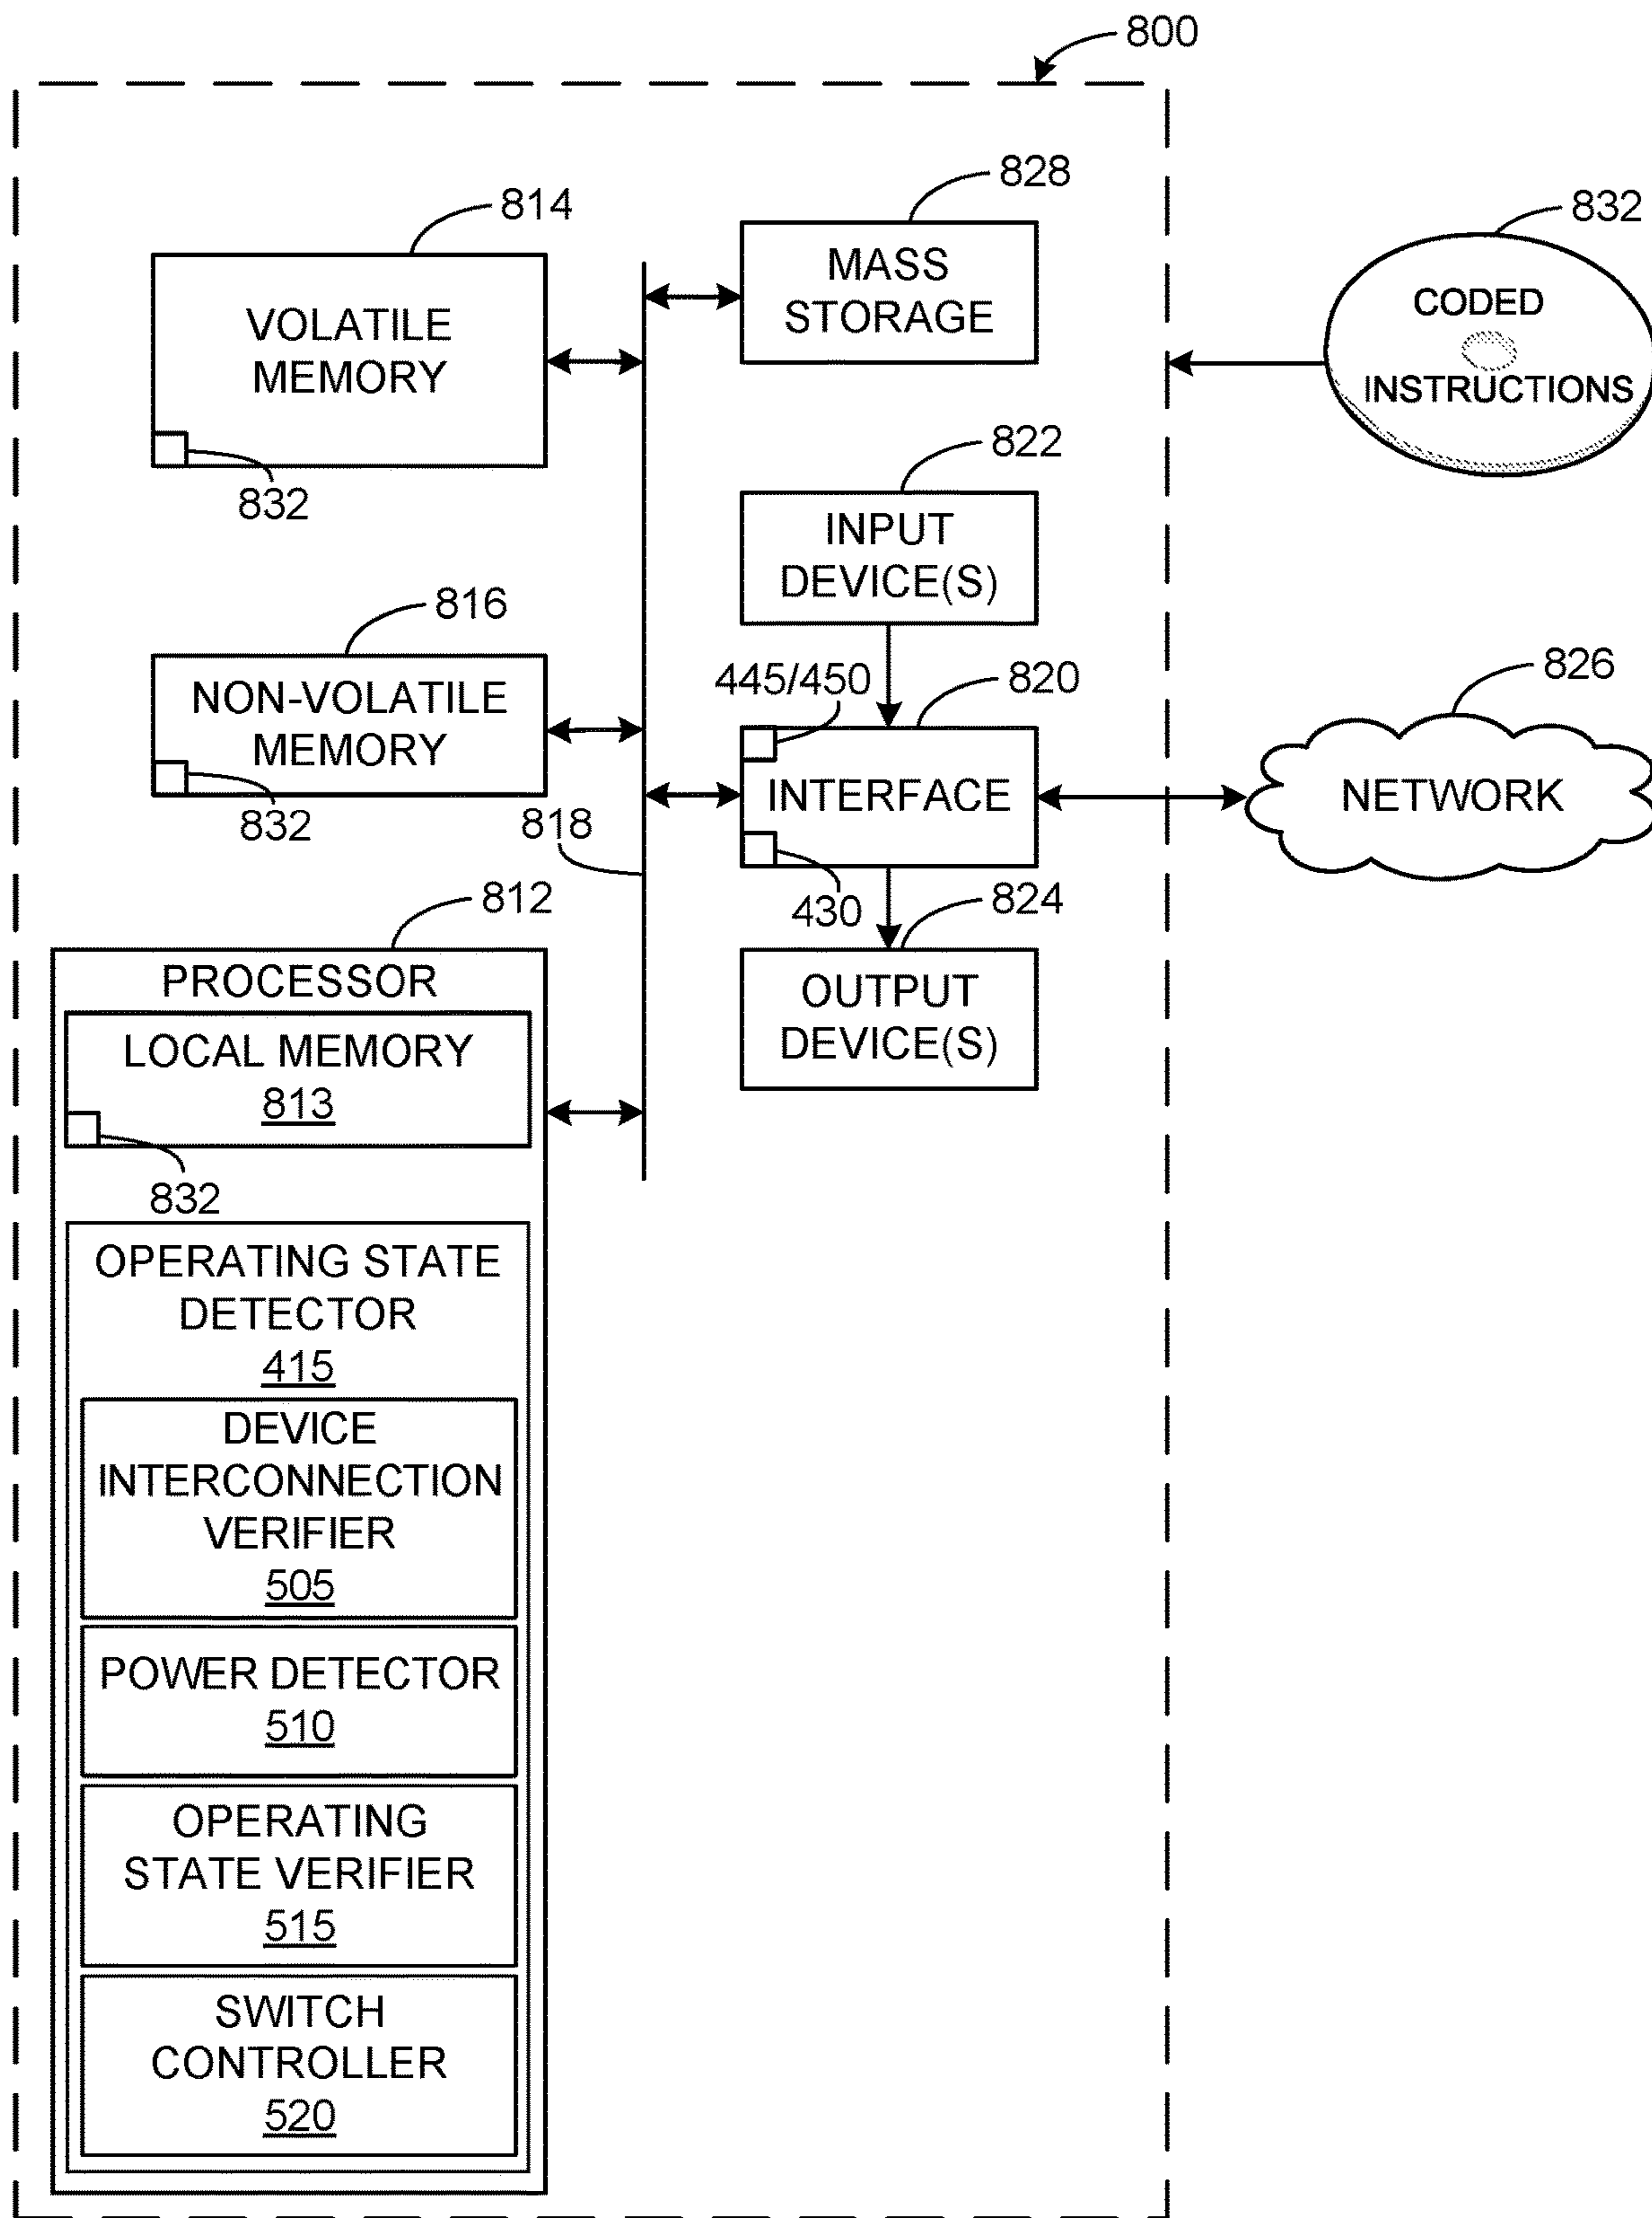 800
814
VOLATILE
MEMORY
832
828
MASS
STORAGE
832
CODED
INSTRUCTIONS
822
INPUT
DEVICE(S)
816
NON-VOLATILE
MEMORY
832
818
445/450
820
INTERFACE
430
826
NETWORK
824
OUTPUT
DEVICE(S)
812
PROCESSOR
LOCAL MEMORY
813
832
OPERATING STATE
DETECTOR
415
DEVICE
INTERCONNECTION
VERIFIER
505
POWER DETECTOR
510
OPERATING
STATE VERIFIER
515
SWITCH
CONTROLLER
520